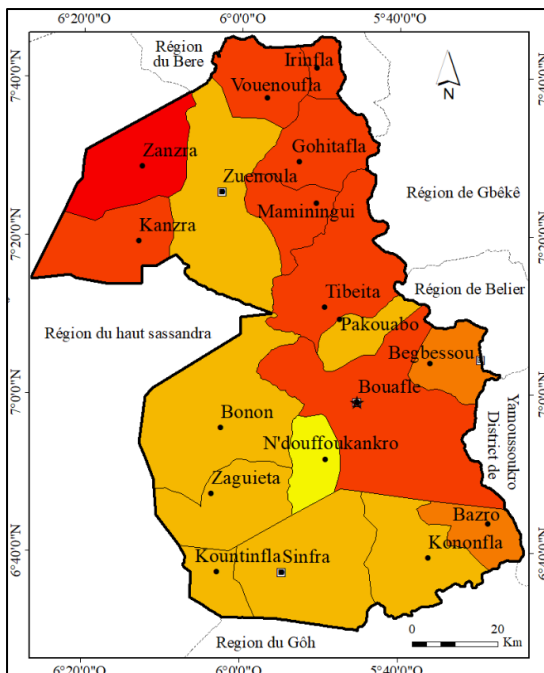 6°20'0"O
6°0'0"O
5°40'0"O
Région
du Bere
Irinfla
7°40'0"N
7°40'0"N
Vouenoufla
N
Gohitafla
Zanzra
Zuenoula
Région de Gbêkê
Maminingui
Kanzra
7°20'0"N
7°20'0"N
Tibeita
Région de Belier
Pakouabo
Région du haut sassandra
Begbessou
Bouafle
7°0'0"N
7°0'0"N
Bonon
District de
Yamoussoukro
N'douffoukankro
Zaguieta
Bazro
Kononfla
6°40'0"N
6°40'0"N
Kountinfla
Sinfra
Region du Gôh
0 20
Km
6°20'0"O
6°0'0"O
5°40'0"O